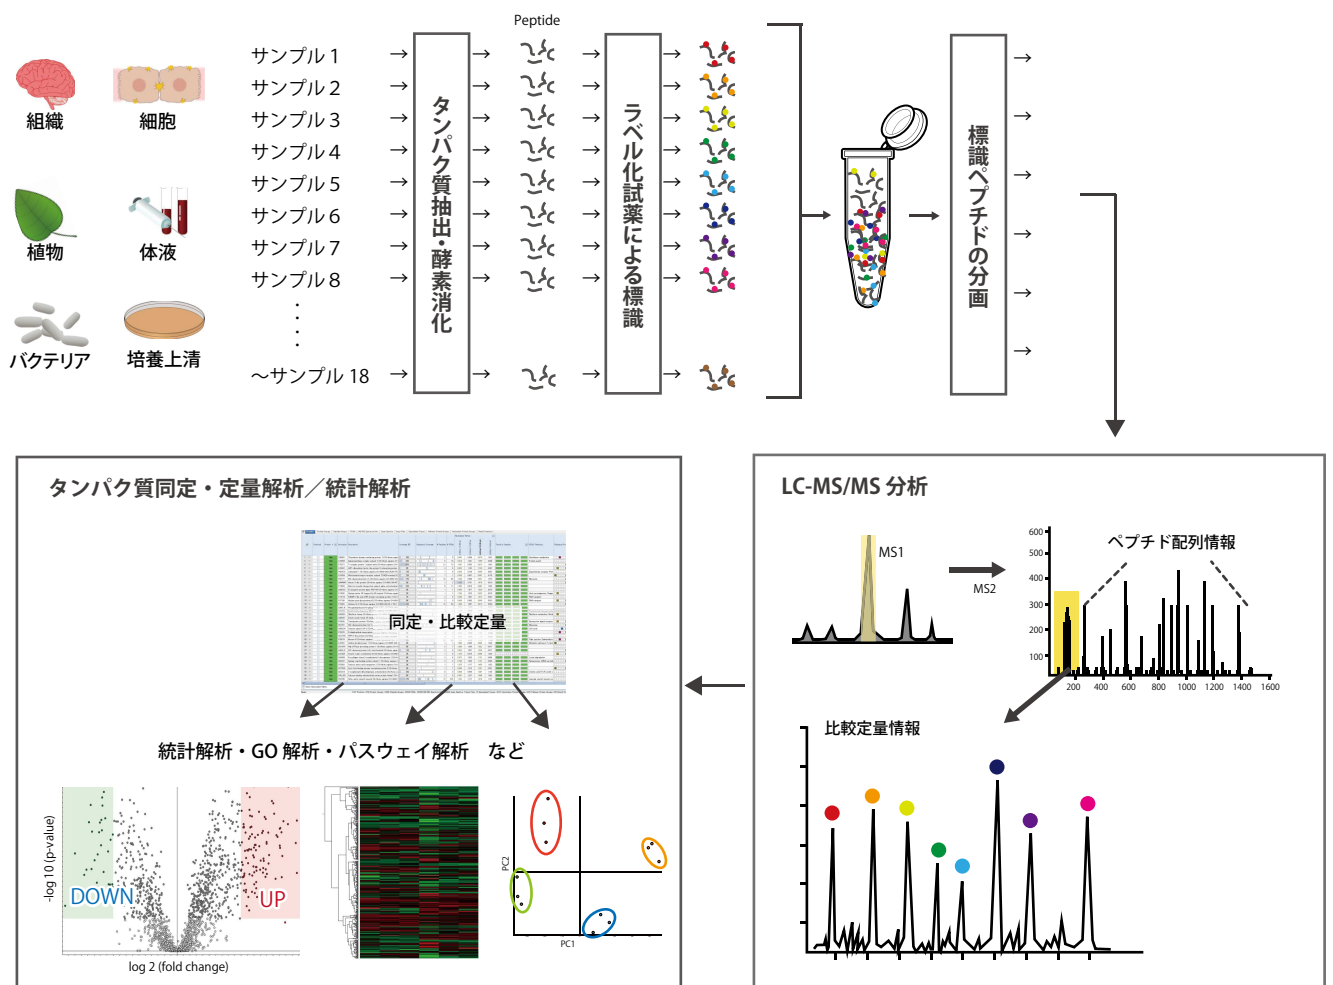 Peptide
組織
細胞
植物
体液
バクテリア
培養上清
サンプル 1
サンプル 2
サンプル 3
サンプル 4
サンプル 5
サンプル 6
サンプル 7
サンプル 8
～サンプル 18
タンパク質抽出・酵素消化
ラベル化試薬による標識
標識ペプチドの分画
LC-MS/MS 分析
MS1
MS2
ペプチド配列情報
600
500
400
300
200
100
200 400 600 800 1000 1200 1400 1600
比較定量情報
タンパク質同定・定量解析／統計解析
同定・比較定量
統計解析・GO 解析・パスウェイ解析　など
-log 10 (p-value)
DOWN
UP
log 2 (fold change)
PC2
PC1